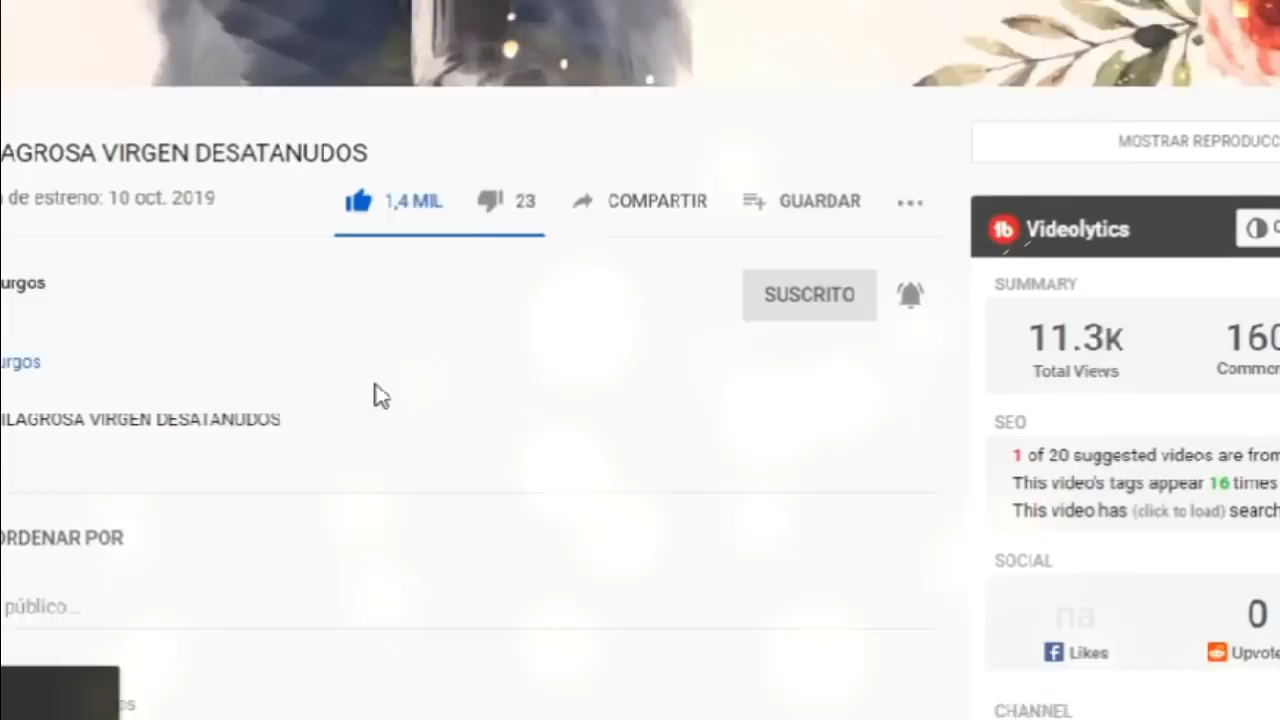 AGROSA VIRGEN DESATANUDOS
de estreno: 10 oct. 2019
1,4 MIL
23
COMPARTIR
GUARDAR
urgos
SUSCRITO
urgos
ILAGROSA VIRGEN DESATANUDOS
ORDENAR POR
público...
os
MOSTRAR REPRODUCC
tb Videolytics
SUMMARY
11.3K
160
Total Views
Commen
SEO
1 of 20 suggested videos are from
This video's tags appear 16 times
This video has (click to load) search
SOCIAL
na
0
Likes
Upvote
CHANNEL